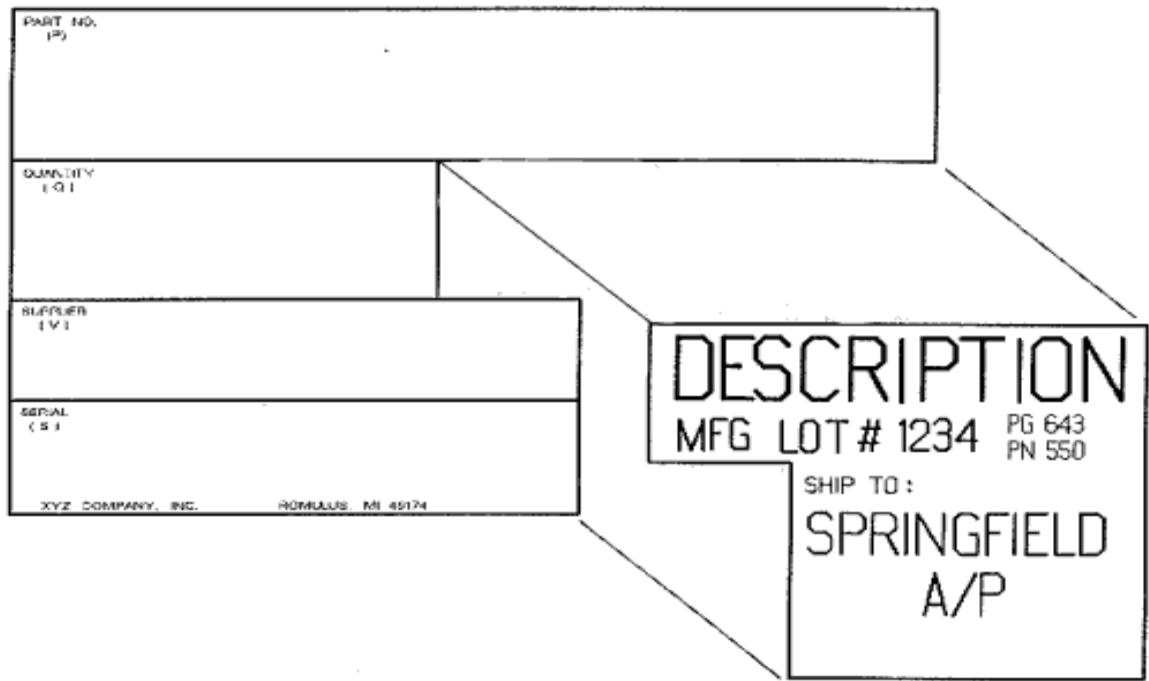 PART NO.
(P)
QUANTITY
(Q)
SUPPLIER
(V)
SERIAL
(S)
XYZ COMPANY, INC. ROMULUS, MI 48174
DESCRIPTION
MFG LOT # 1234 PG 643
PN 550
SHIP TO:
SPRINGFIELD
A/P